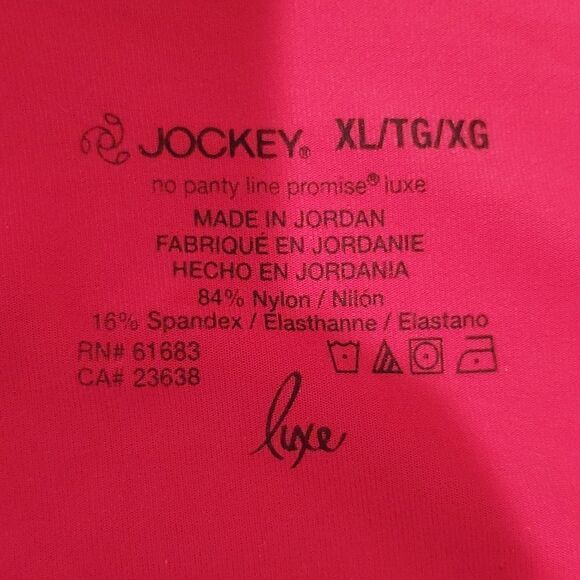 JOCKEY® XL/TG/XG
no panty line promise® luxe
MADE IN JORDAN
FABRIQUÉ EN JORDANIE
HECHO EN JORDANIA
84% Nylon / Nilón
16% Spandex / Elasthanne / Elastano
RN# 61683
CA# 23638
luxe